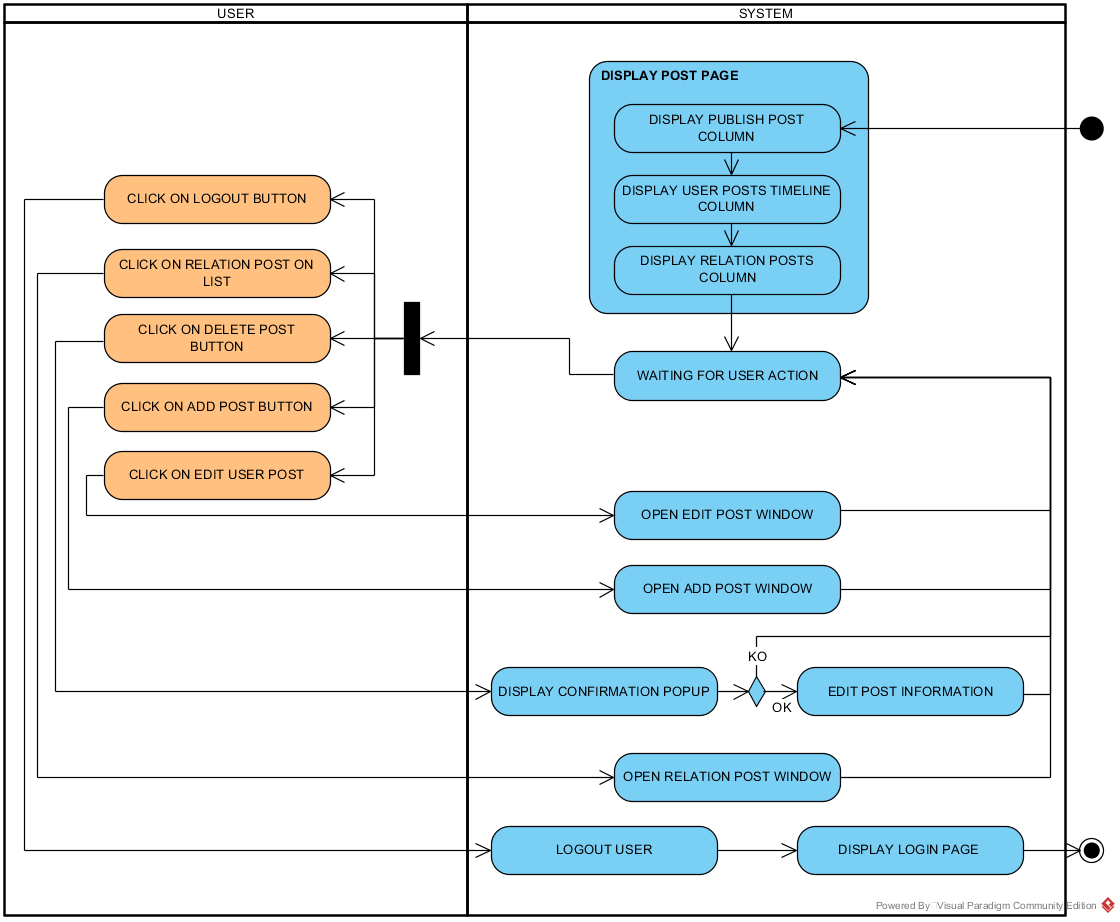 USER
SYSTEM
DISPLAY POST PAGE
DISPLAY PUBLISH POST
COLUMN
DISPLAY USER POSTS TIMELINE
COLUMN
DISPLAY RELATION POSTS
COLUMN
WAITING FOR USER ACTION
CLICK ON LOGOUT BUTTON
CLICK ON RELATION POST ON
LIST
CLICK ON DELETE POST
BUTTON
CLICK ON ADD POST BUTTON
CLICK ON EDIT USER POST
OPEN EDIT POST WINDOW
OPEN ADD POST WINDOW
KO
DISPLAY CONFIRMATION POPUP
OK
EDIT POST INFORMATION
OPEN RELATION POST WINDOW
LOGOUT USER
DISPLAY LOGIN PAGE
Powered By Visual Paradigm Community Edition